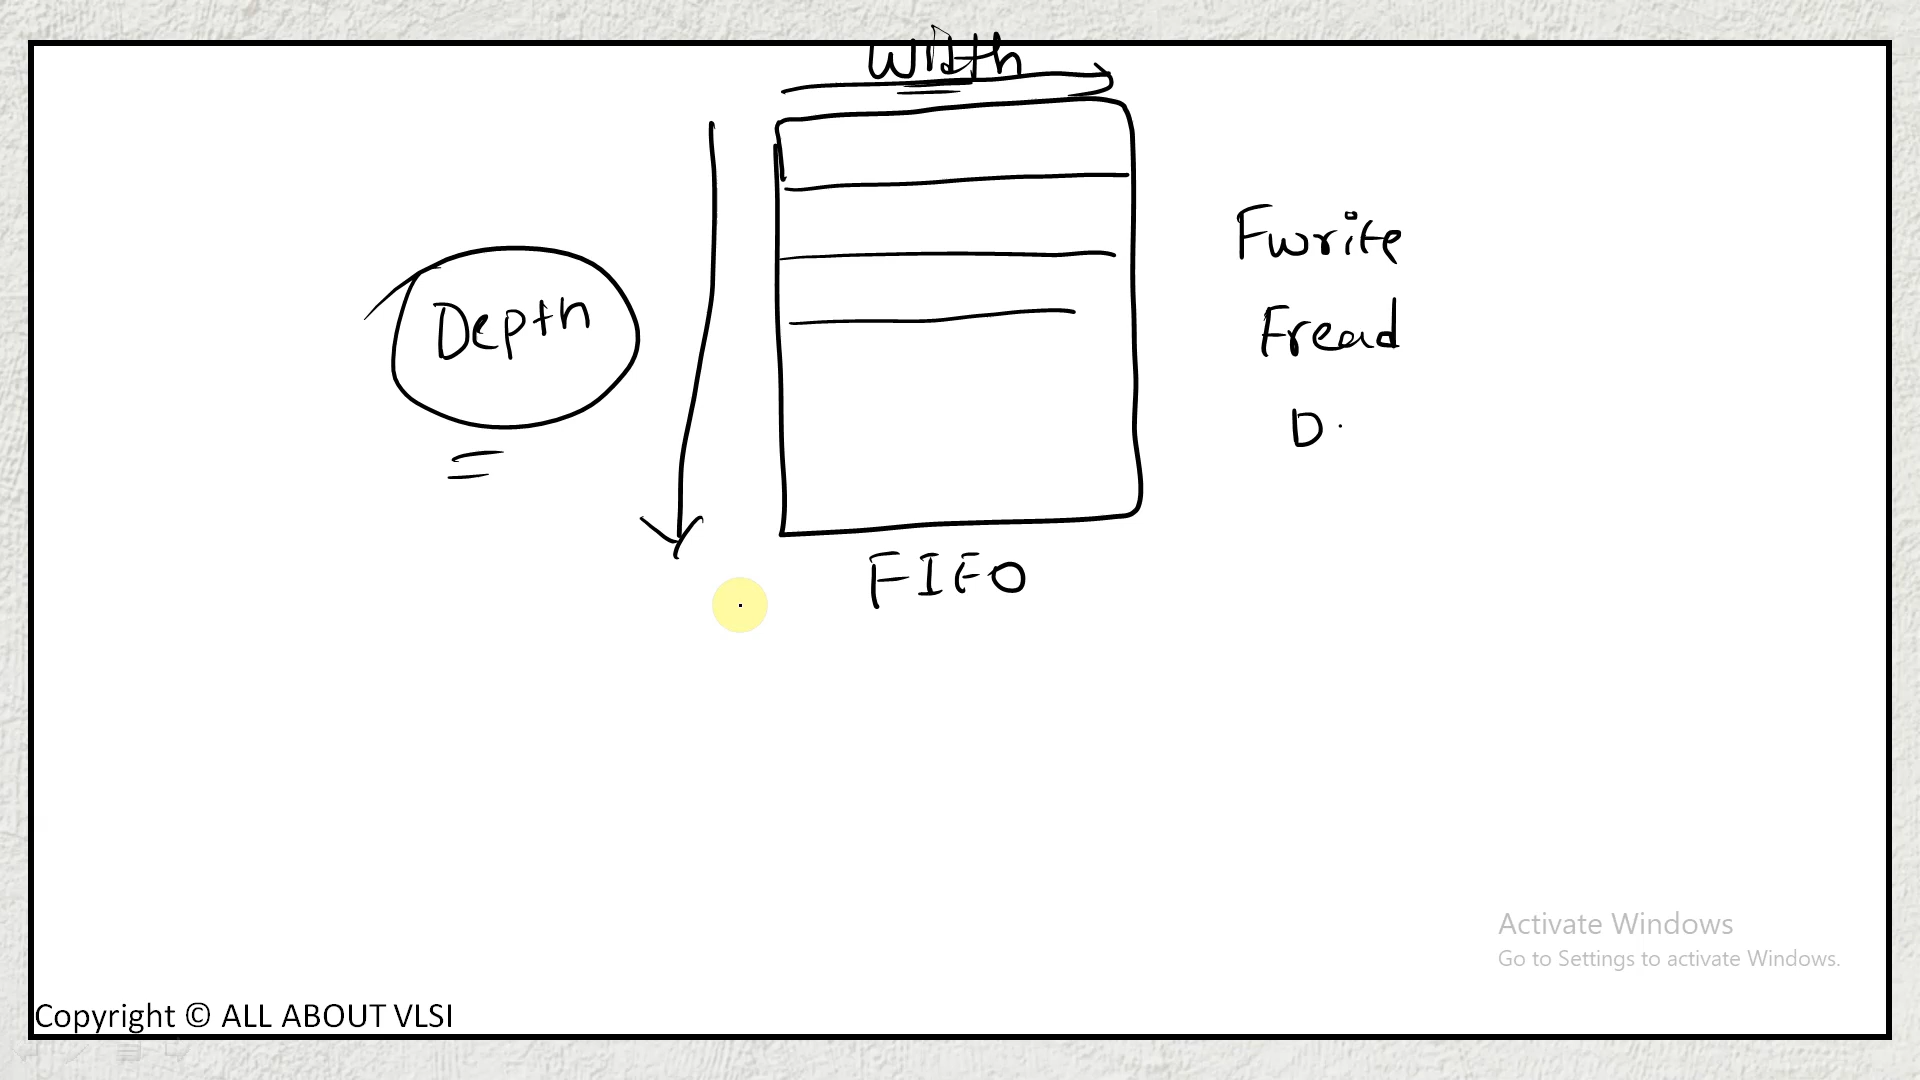 Width
Depth
Fwrite
Fread
D.
FIFO
Activate Windows
Go to Settings to activate Windows.
Copyright © ALL ABOUT VLSI